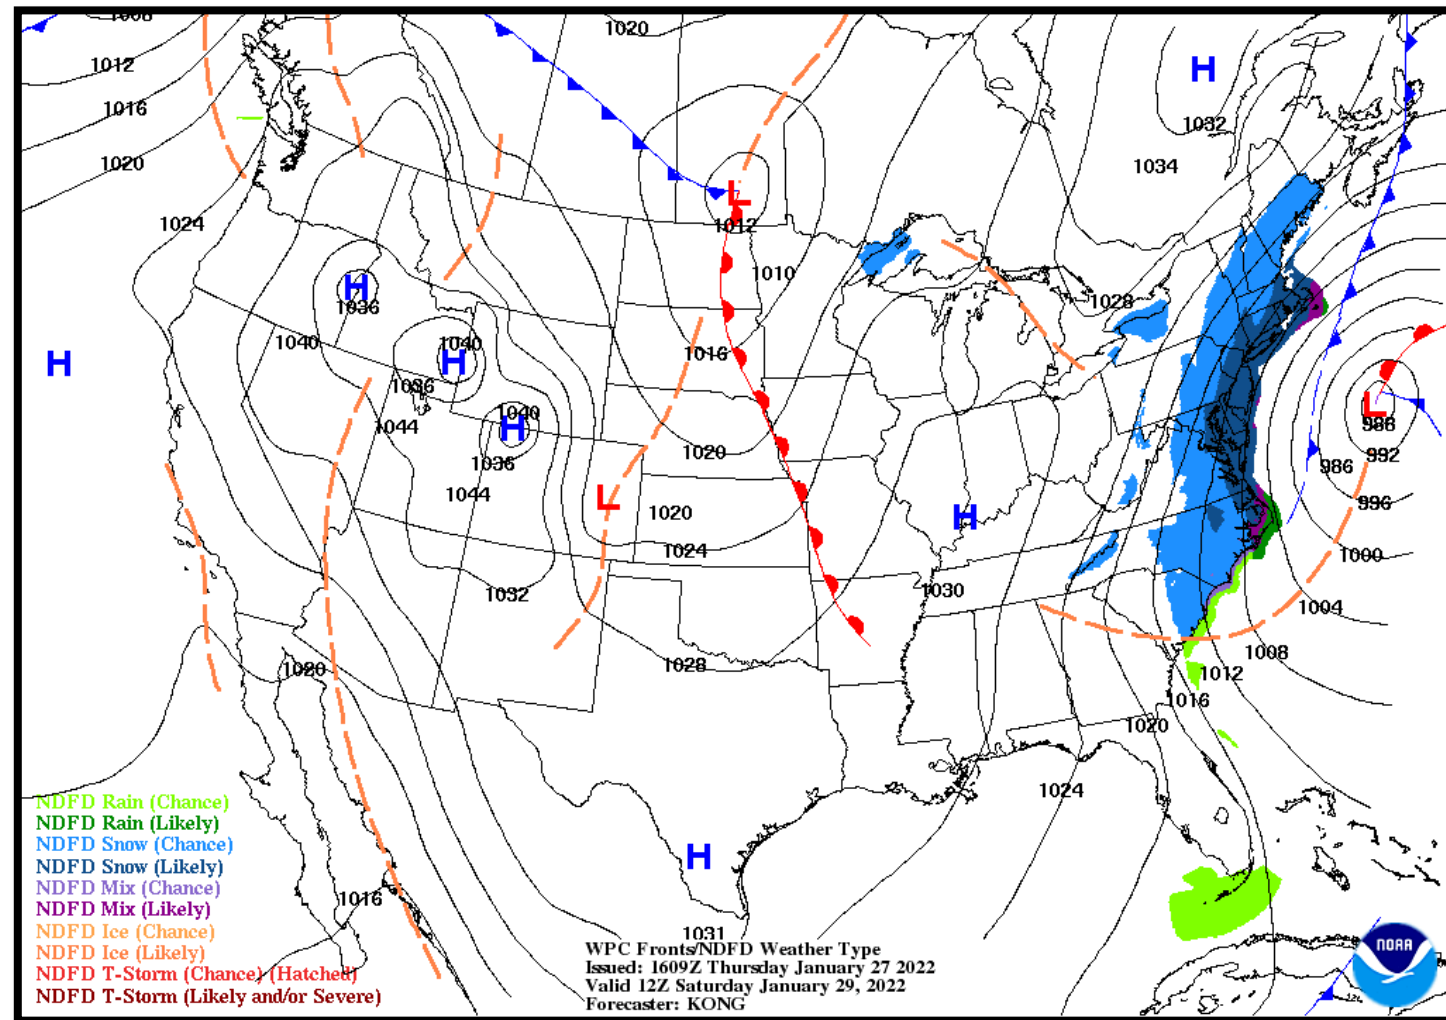 1008
1020
1012
1016
1020
1024
H
1032
1034
L
1012
1010
H
1036
1040
1028
1016
H
1040
H
1036
1040
H
1044
1036
1044
L
988
992
986
996
1020
L
1020
1024
H
1000
1030
1032
1004
1008
1028
1020
1012
1016
1020
1024
H
1016
1031
NDFD Rain (Chance)
NDFD Rain (Likely)
NDFD Snow (Chance)
NDFD Snow (Likely)
NDFD Mix (Chance)
NDFD Mix (Likely)
NDFD Ice (Chance)
NDFD Ice (Likely)
NDFD T-Storm (Chance) (Hatched)
NDFD T-Storm (Likely and/or Severe)
WPC Fronts/NDFD Weather Type
Issued: 1609Z Thursday January 27 2022
Valid 12Z Saturday January 29, 2022
Forecaster: KONG
NOAA